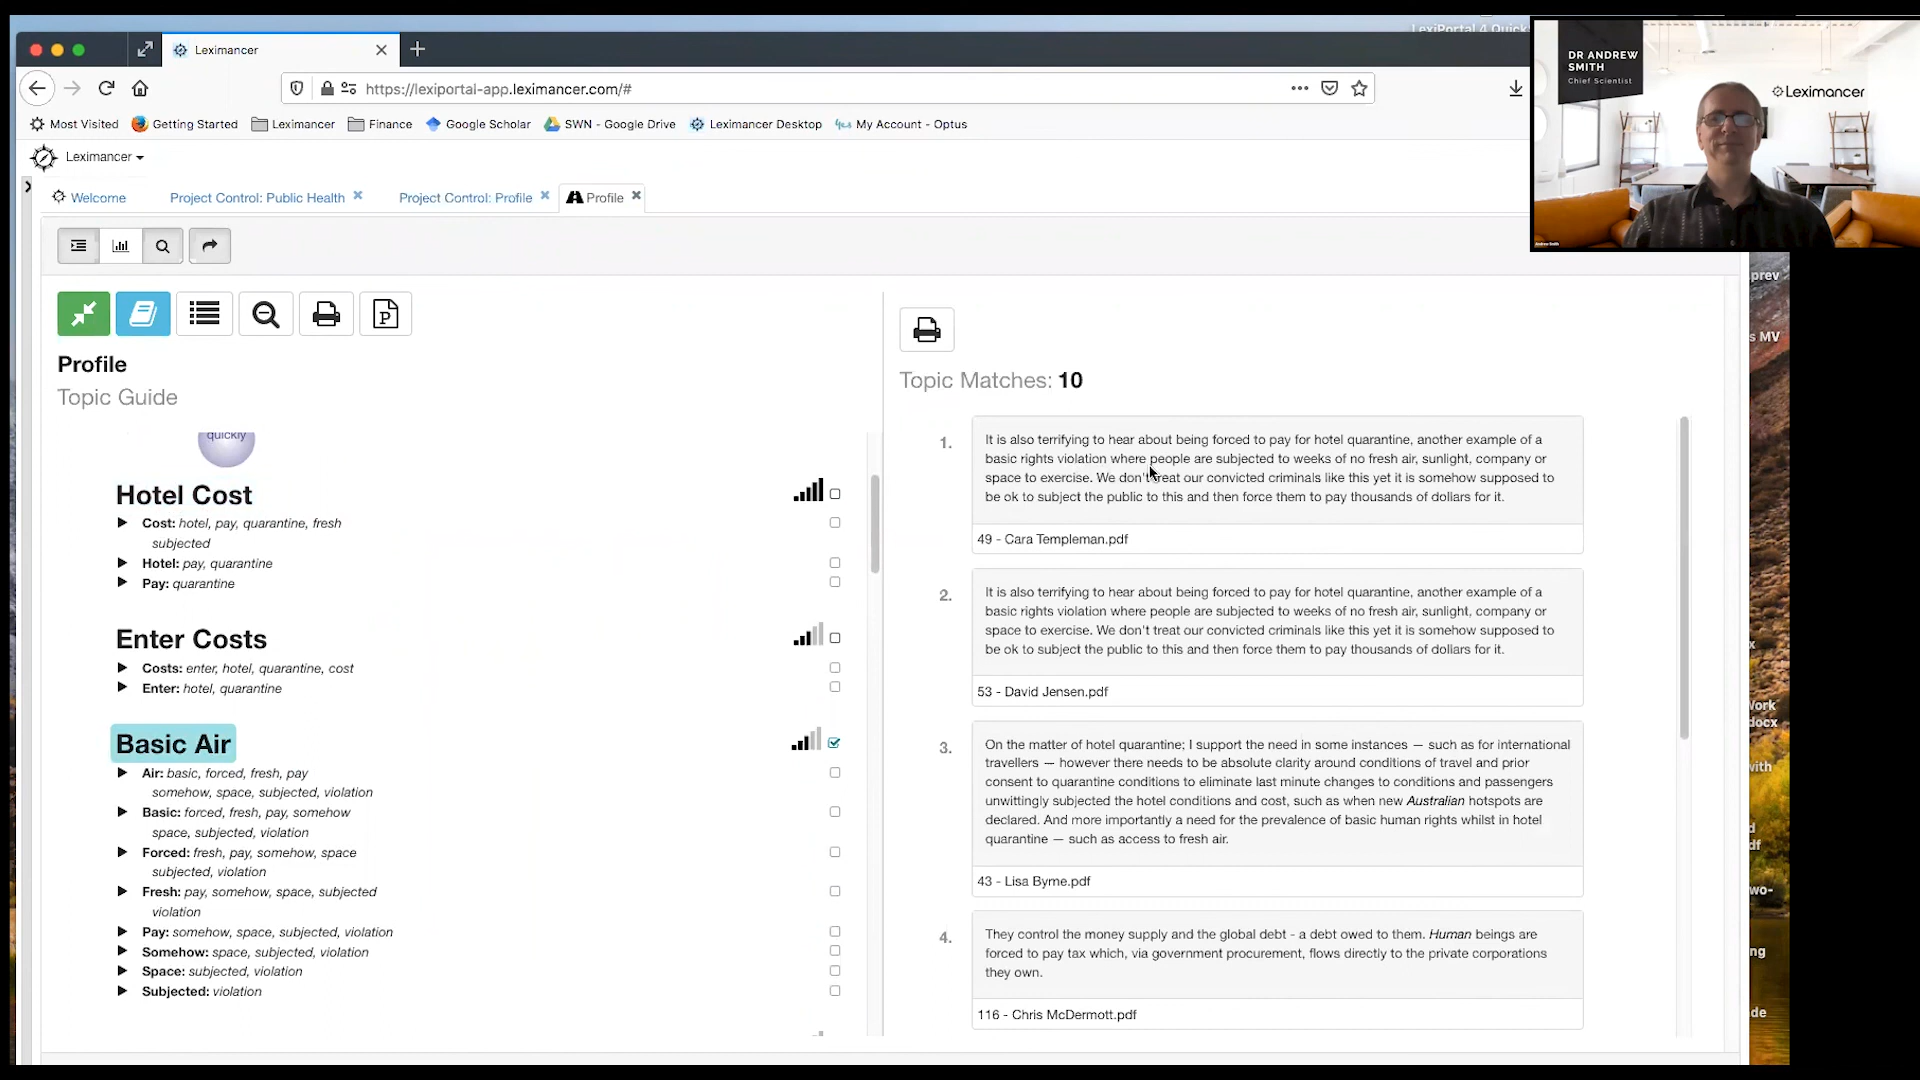 LexiPortal 4 Quick
Leximancer
https://lexiportal-app.leximancer.com/#
Most Visited Getting Started Leximancer Finance Google Scholar SWN - Google Drive Leximancer Desktop My Account - Optus
Leximancer
Welcome Project Control: Public Health Project Control: Profile Profile
DR ANDREW
SMITH
Chief Scientist
Leximancer
Andrew Smith
Profile
Topic Guide
quickly
Hotel Cost
Cost: hotel, pay, quarantine, fresh
subjected
Hotel: pay, quarantine
Pay: quarantine
Enter Costs
Costs: enter, hotel, quarantine, cost
Enter: hotel, quarantine
Basic Air
Air: basic, forced, fresh, pay
somehow, space, subjected, violation
Basic: forced, fresh, pay, somehow
space, subjected, violation
Forced: fresh, pay, somehow, space
subjected, violation
Fresh: pay, somehow, space, subjected
violation
Pay: somehow, space, subjected, violation
Somehow: space, subjected, violation
Space: subjected, violation
Subjected: violation
Topic Matches: 10
1.
It is also terrifying to hear about being forced to pay for hotel quarantine, another example of a
basic rights violation where people are subjected to weeks of no fresh air, sunlight, company or
space to exercise. We don't treat our convicted criminals like this yet it is somehow supposed to
be ok to subject the public to this and then force them to pay thousands of dollars for it.
49 - Cara Templeman.pdf
2.
It is also terrifying to hear about being forced to pay for hotel quarantine, another example of a
basic rights violation where people are subjected to weeks of no fresh air, sunlight, company or
space to exercise. We don't treat our convicted criminals like this yet it is somehow supposed to
be ok to subject the public to this and then force them to pay thousands of dollars for it.
53 - David Jensen.pdf
3.
On the matter of hotel quarantine; I support the need in some instances — such as for international
travellers — however there needs to be absolute clarity around conditions of travel and prior
consent to quarantine conditions to eliminate last minute changes to conditions and passengers
unwittingly subjected the hotel conditions and cost, such as when new Australian hotspots are
declared. And more importantly a need for the prevalence of basic human rights whilst in hotel
quarantine — such as access to fresh air.
43 - Lisa Byrne.pdf
4.
They control the money supply and the global debt - a debt owed to them. Human beings are
forced to pay tax which, via government procurement, flows directly to the private corporations
they own.
116 - Chris McDermott.pdf
prev
s MV
docx
with